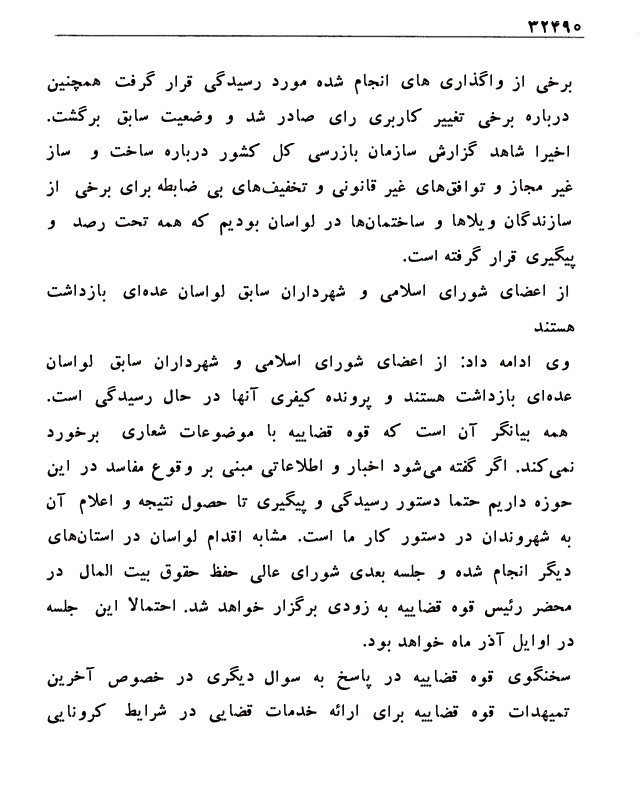 ۳۲۴۹۰
برخی از واگذاری های انجام شده مورد رسیدگی قرار گرفت همچنین
درباره برخی تغییر کاربری رای صادر شد و وضعیت سابق برگشت.
اخیرا شاهد گزارش سازمان بازرسی کل کشور درباره ساخت و ساز
غیر مجاز و توافق‌های غیر قانونی و تخفیف‌های بی ضابطه برای برخی از
سازندگان ویلاها و ساختمان‌ها در لواسان بودیم که همه تحت رصد و
پیگیری قرار گرفته است.
از اعضای شورای اسلامی و شهرداران سابق لواسان عده‌ای بازداشت
هستند
وی ادامه داد: از اعضای شورای اسلامی و شهرداران سابق لواسان
عده‌ای بازداشت هستند و پرونده کیفری آنها در حال رسیدگی است.
همه بیانگر آن است که قوه قضاییه با موضوعات شعاری برخورد
نمی‌کند. اگر گفته می‌شود اخبار و اطلاعاتی مبنی بر وقوع مفاسد در این
حوزه داریم حتما دستور رسیدگی و پیگیری تا حصول نتیجه و اعلام آن
به شهروندان در دستور کار ما است. مشابه اقدام لواسان در استان‌های
دیگر انجام شده و جلسه بعدی شورای عالی حفظ حقوق بیت المال در
محضر رئیس قوه قضاییه به زودی برگزار خواهد شد. احتمالا این جلسه
در اوایل آذر ماه خواهد بود.
سخنگوی قوه قضاییه در پاسخ به سوال دیگری در خصوص آخرین
تمهیدات قوه قضاییه برای ارائه خدمات قضایی در شرایط کرونایی